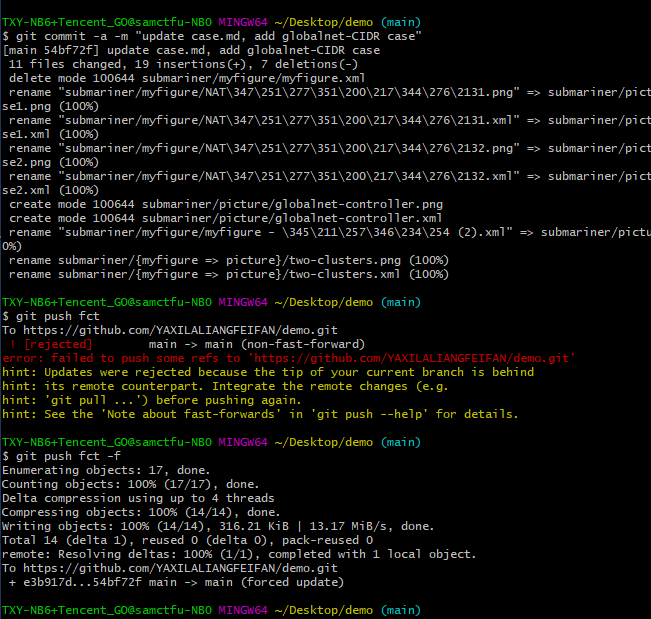 TXY-NB6+Tencent_GO@samctfu-NB0 MINGW64 ~/Desktop/demo (main)
$ git commit -a -m "update case.md, add globalnet-CIDR case"
[main 54bf72f] update case.md, add globalnet-CIDR case
 11 files changed, 19 insertions(+), 7 deletions(-)
 delete mode 100644 submariner/myfigure/myfigure.xml
 rename "submariner/myfigure/NAT\347\251\277\351\200\217\344\276\2131.png" => submariner/pict
se1.png (100%)
 rename "submariner/myfigure/NAT\347\251\277\351\200\217\344\276\2131.xml" => submariner/pict
se1.xml (100%)
 rename "submariner/myfigure/NAT\347\251\277\351\200\217\344\276\2132.png" => submariner/pict
se2.png (100%)
 rename "submariner/myfigure/NAT\347\251\277\351\200\217\344\276\2132.xml" => submariner/pict
se2.xml (100%)
 create mode 100644 submariner/picture/globalnet-controller.png
 create mode 100644 submariner/picture/globalnet-controller.xml
 rename "submariner/myfigure/myfigure - \345\211\257\346\234\254 (2).xml" => submariner/pictu
0%)
 rename submariner/{myfigure => picture}/two-clusters.png (100%)
 rename submariner/{myfigure => picture}/two-clusters.xml (100%)
TXY-NB6+Tencent_GO@samctfu-NB0 MINGW64 ~/Desktop/demo (main)
$ git push fct
To https://github.com/YAXILALIANGFEIFAN/demo.git
 ! [rejected]        main -> main (non-fast-forward)
error: failed to push some refs to 'https://github.com/YAXILALIANGFEIFAN/demo.git'
hint: Updates were rejected because the tip of your current branch is behind
hint: its remote counterpart. Integrate the remote changes (e.g.
hint: 'git pull ...') before pushing again.
hint: See the 'Note about fast-forwards' in 'git push --help' for details.
TXY-NB6+Tencent_GO@samctfu-NB0 MINGW64 ~/Desktop/demo (main)
$ git push fct -f
Enumerating objects: 17, done.
Counting objects: 100% (17/17), done.
Delta compression using up to 4 threads
Compressing objects: 100% (14/14), done.
Writing objects: 100% (14/14), 316.21 KiB | 13.17 MiB/s, done.
Total 14 (delta 1), reused 0 (delta 0), pack-reused 0
remote: Resolving deltas: 100% (1/1), completed with 1 local object.
To https://github.com/YAXILALIANGFEIFAN/demo.git
 + e3b917d...54bf72f main -> main (forced update)
TXY-NB6+Tencent_GO@samctfu-NB0 MINGW64 ~/Desktop/demo (main)